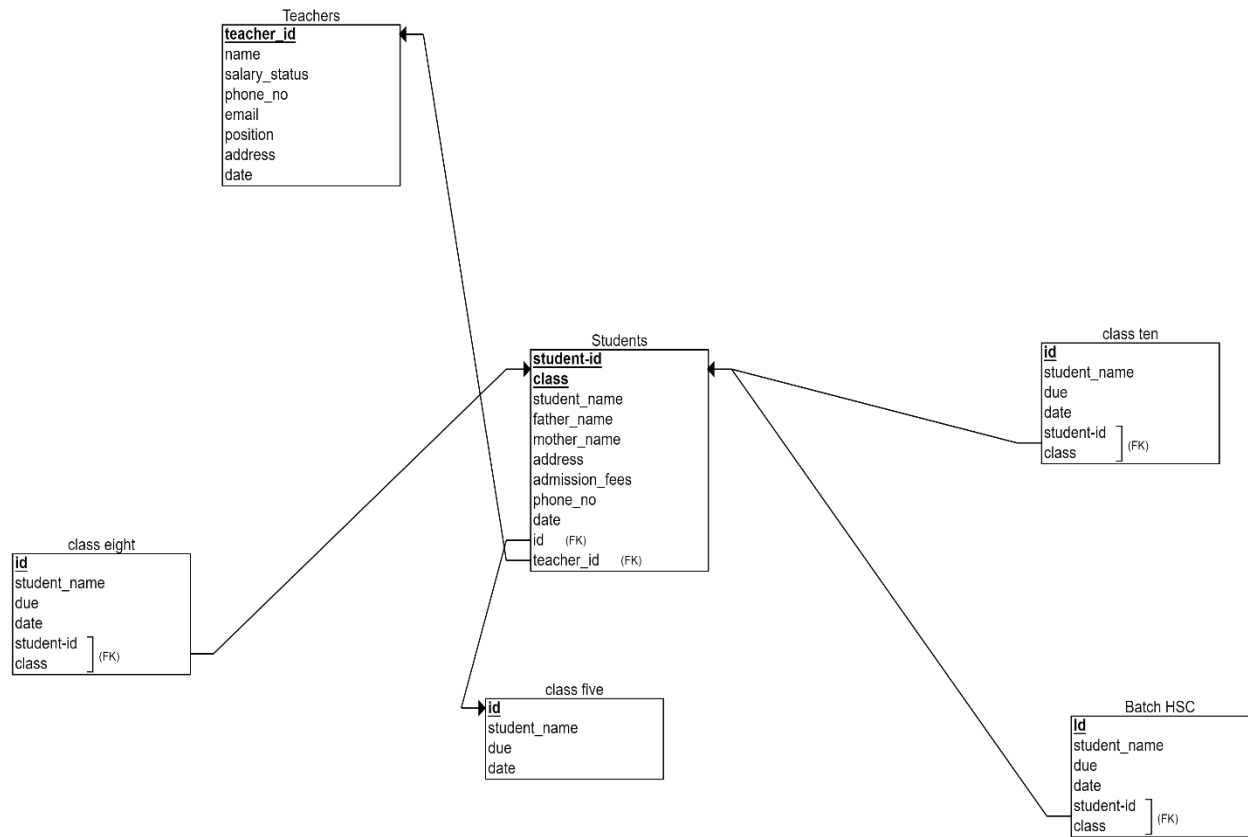 Teachers
teacher_id
name
salary_status
phone_no
email
position
address
date
Students
student-id
class
student_name
father_name
mother_name
address
admission_fees
phone_no
date
id (FK)
teacher_id (FK)
class ten
id
student_name
due
date
student-id
class
(FK)
class eight
id
student_name
due
date
student-id
class
(FK)
class five
id
student_name
due
date
Batch HSC
Id
student_name
due
date
student-id
class
(FK)